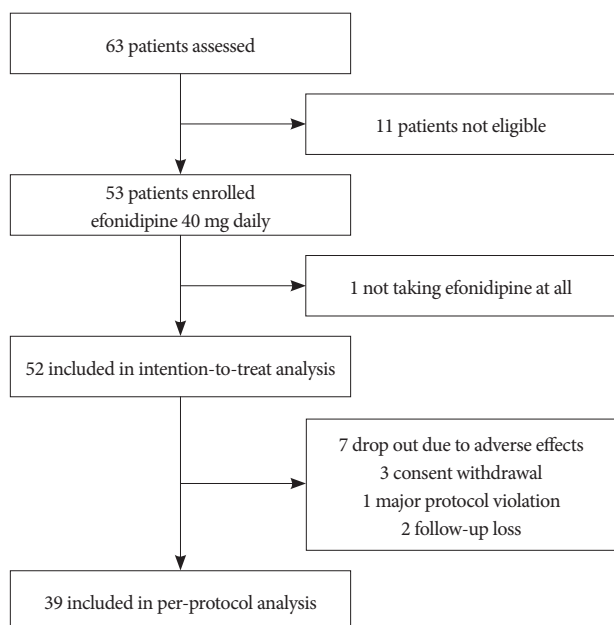 63 patients assessed
11 patients not eligible
53 patients enrolled
efonidipine 40 mg daily
1 not taking efonidipine at all
52 included in intention-to-treat analysis
7 drop out due to adverse effects
3 consent withdrawal
1 major protocol violation
2 follow-up loss
39 included in per-protocol analysis